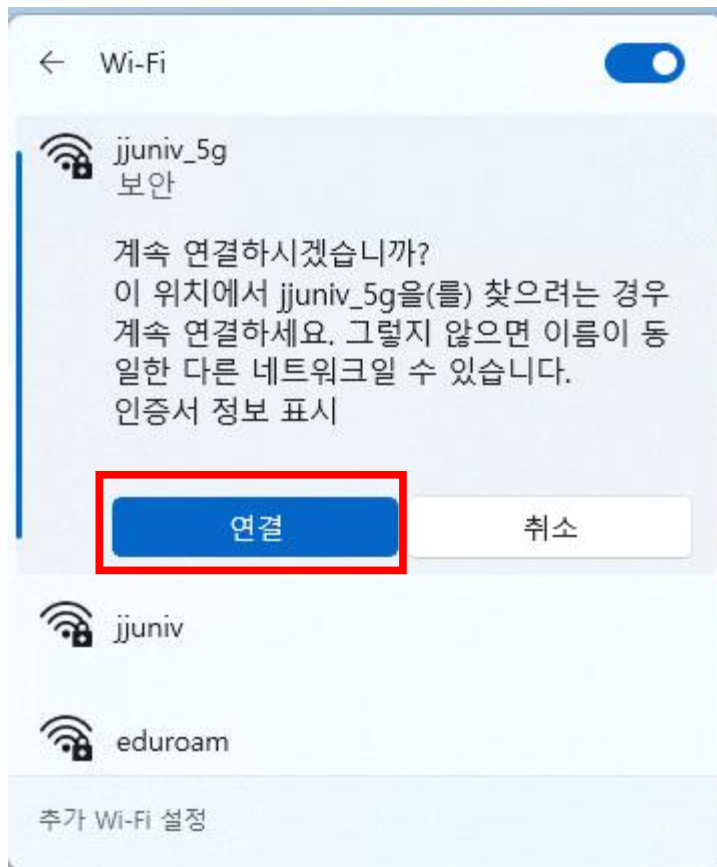 Wi-Fi
jjuniv_5g
보안
계속 연결하시겠습니까?
이 위치에서 jjuniv_5g을(를) 찾으려는 경우
계속 연결하세요. 그렇지 않으면 이름이 동
일한 다른 네트워크일 수 있습니다.
인증서 정보 표시
연결 취소
jjuniv
eduroam
추가 Wi-Fi 설정